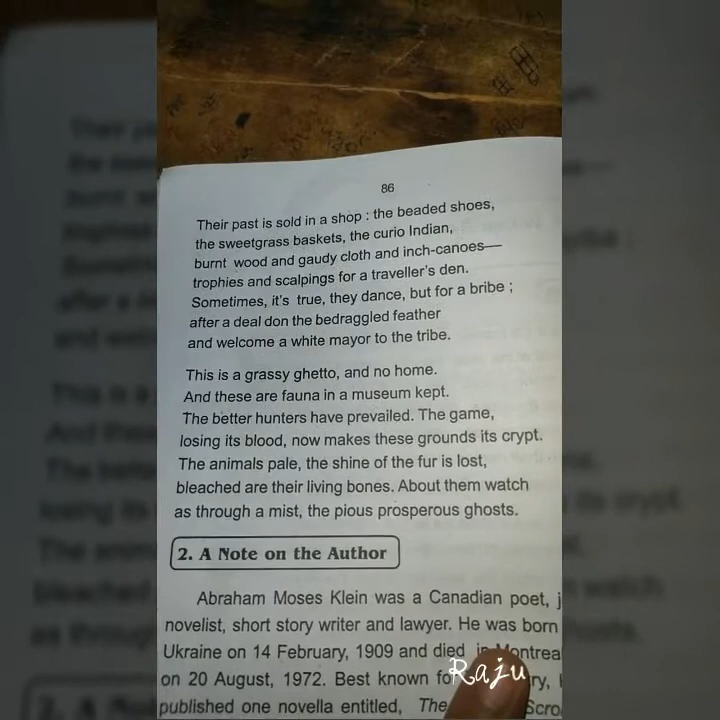 86
Their past is sold in a shop : the beaded shoes,
the sweetgrass baskets, the curio Indian,
burnt wood and gaudy cloth and inch-canoes—
trophies and scalpings for a traveller's den.
Sometimes, it's true, they dance, but for a bribe ;
after a deal don the bedraggled feather
and welcome a white mayor to the tribe.
This is a grassy ghetto, and no home.
And these are fauna in a museum kept.
The better hunters have prevailed. The game,
losing its blood, now makes these grounds its crypt.
The animals pale, the shine of the fur is lost,
bleached are their living bones. About them watch
as through a mist, the pious prosperous ghosts.
2. A Note on the Author
Abraham Moses Klein was a Canadian poet, j
novelist, short story writer and lawyer. He was born
Ukraine on 14 February, 1909 and died in Montrea
on 20 August, 1972. Best known fo
Raju
published one novella entitled, The